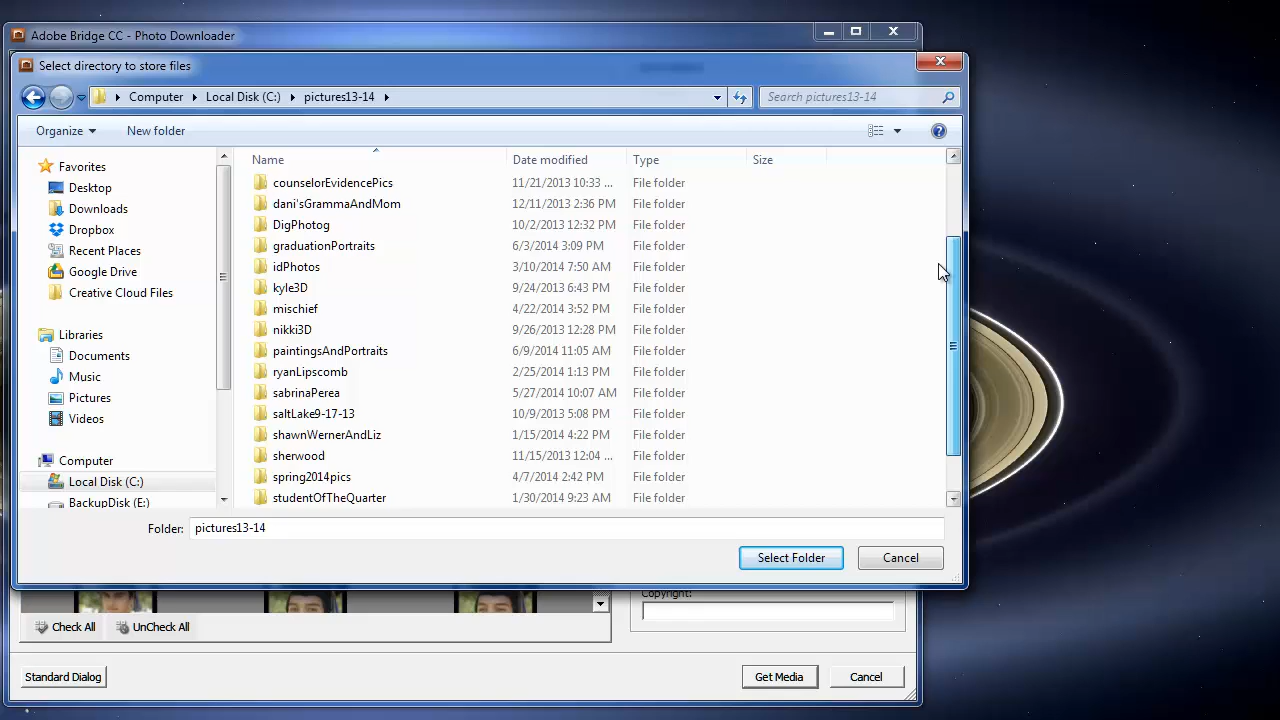 Adobe Bridge CC - Photo Downloader
Select directory to store files
Computer Local Disk (C:) pictures13-14 Search pictures13-14
Organize New folder
Name Date modified Type Size
Favorites
Desktop
Downloads
Dropbox
Recent Places
Google Drive
Creative Cloud Files
Libraries
Documents
Music
Pictures
Videos
Computer
Local Disk (C:)
BackupDisk (E:)
counselorEvidencePics 11/21/2013 10:33 ... File folder
dani'sGrammaAndMom 12/11/2013 2:36 PM File folder
DigPhotog 10/2/2013 12:32 PM File folder
graduationPortraits 6/3/2014 3:09 PM File folder
idPhotos 3/10/2014 7:50 AM File folder
kyle3D 9/24/2013 6:43 PM File folder
mischief 4/22/2014 3:52 PM File folder
nikki3D 9/26/2013 12:28 PM File folder
paintingsAndPortraits 6/9/2014 11:05 AM File folder
ryanLipscomb 2/25/2014 1:13 PM File folder
sabrinaPerea 5/27/2014 10:07 AM File folder
saltLake9-17-13 10/9/2013 5:08 PM File folder
shawnWernerAndLiz 1/15/2014 4:22 PM File folder
sherwood 11/15/2013 12:04 ... File folder
spring2014pics 4/7/2014 2:42 PM File folder
studentOfTheQuarter 1/30/2014 9:23 AM File folder
Folder: pictures13-14
Select Folder Cancel
Copyright:
Check All UnCheck All
Standard Dialog Get Media Cancel